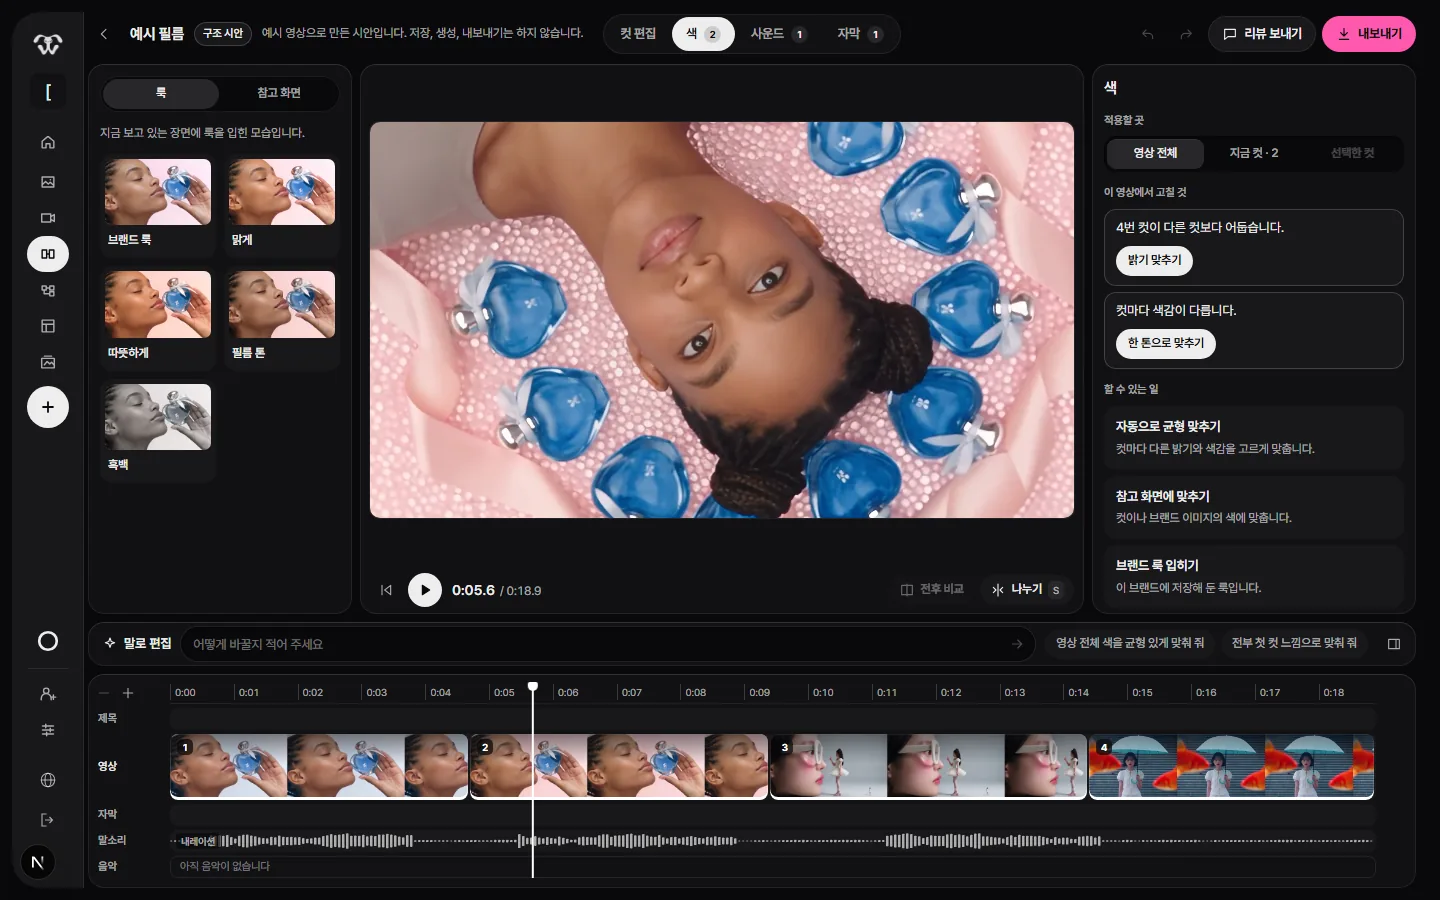 예시 필름
구조 시안
예시 영상으로 만든 시안입니다. 저장, 생성, 내보내기는 하지 않습니다.
컷 편집
색 2
사운드 1
자막 1
리뷰 보내기
내보내기
[
룩
참고 화면
지금 보고 있는 장면에 룩을 입힌 모습입니다.
브랜드 룩
맑게
따뜻하게
필름 톤
흑백
0:05.6 / 0:18.9
전후 비교
나누기 S
색
적용할 곳
영상 전체
지금 컷 · 2
선택한 컷
이 영상에서 고칠 것
4번 컷이 다른 컷보다 어둡습니다.
밝기 맞추기
컷마다 색감이 다릅니다.
한 톤으로 맞추기
할 수 있는 일
자동으로 균형 맞추기
컷마다 다른 밝기와 색감을 고르게 맞춥니다.
참고 화면에 맞추기
컷이나 브랜드 이미지의 색에 맞춥니다.
브랜드 룩 입히기
이 브랜드에 저장해 둔 룩입니다.
말로 편집
어떻게 바꿀지 적어 주세요
영상 전체 색을 균형 있게 맞춰 줘
전부 첫 컷 느낌으로 맞춰 줘
0:00 0:01 0:02 0:03 0:04 0:05 0:06 0:07 0:08 0:09 0:10 0:11 0:12 0:13 0:14 0:15 0:16 0:17 0:18
제목
영상
1
2
3
4
자막
말소리
내레이션
음악
아직 음악이 없습니다
N